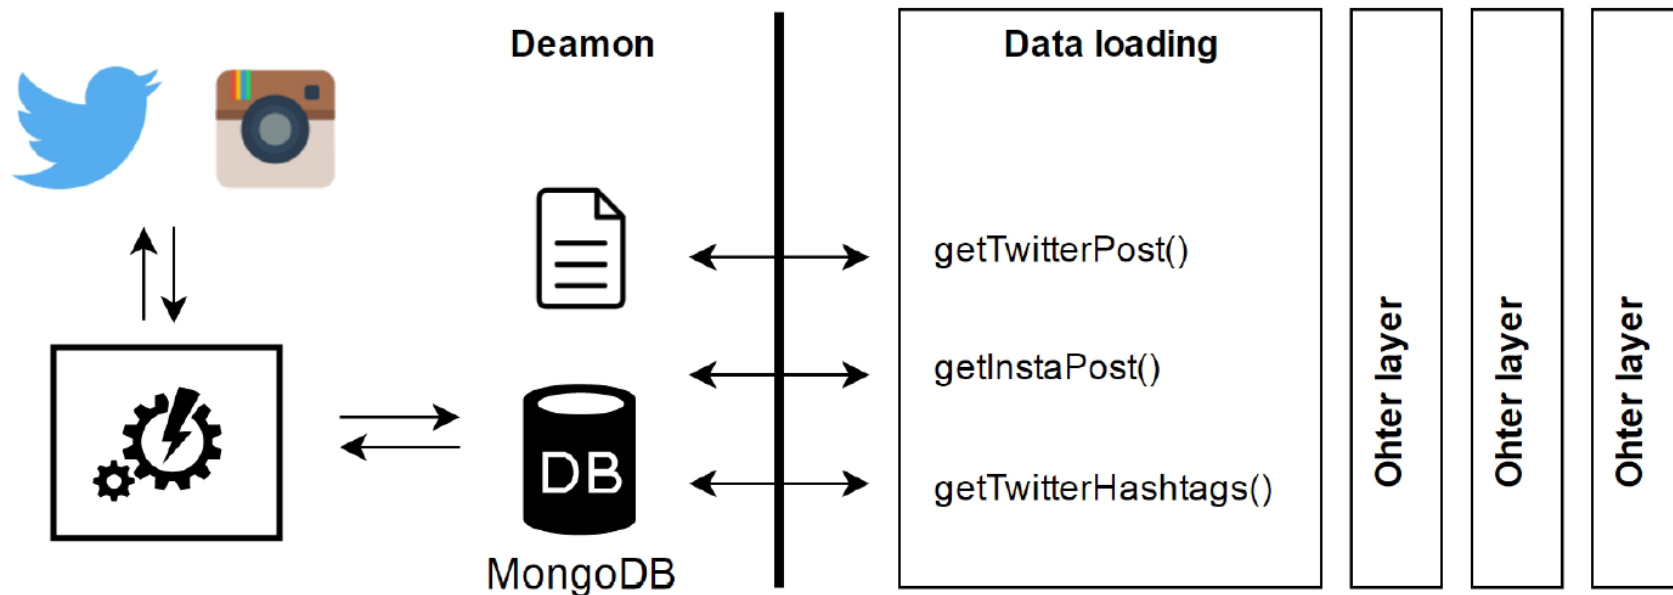 Deamon
DB
MongoDB
Data loading
getTwitterPost()
getInstaPost()
getTwitterHashtags()
Ohter layer
Ohter layer
Ohter layer